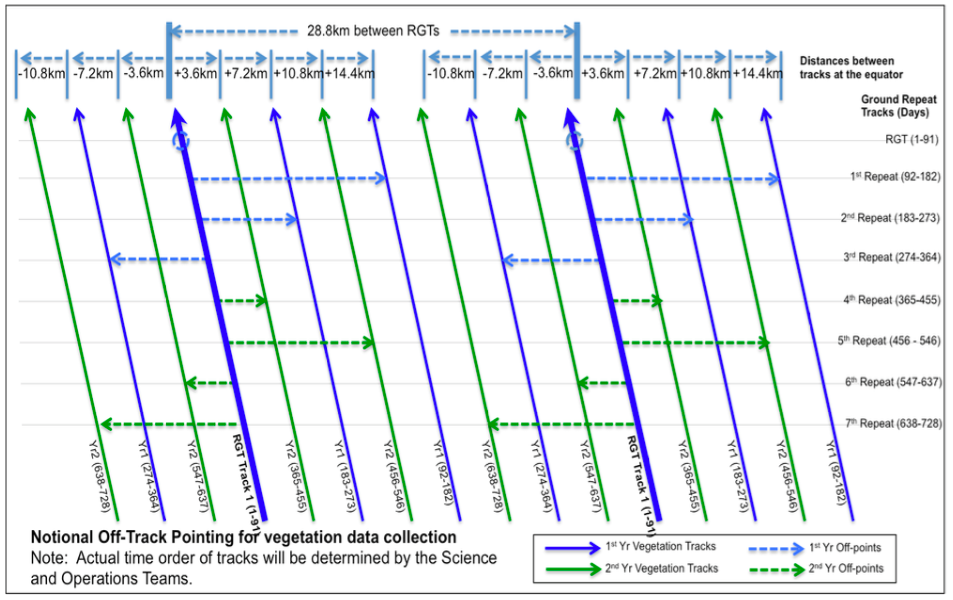 28.8km between RGTs
-10.8km -7.2km -3.6km +3.6km +7.2km +10.8km +14.4km -10.8km -7.2km -3.6km +3.6km +7.2km +10.8km +14.4km
Distances between
tracks at the equator
Ground Repeat
Tracks (Days)
RGT (1-91)
1st Repeat (92-182)
2nd Repeat (183-273)
3rd Repeat (274-364)
4th Repeat (365-455)
5th Repeat (456 - 546)
6th Repeat (547-637)
7th Repeat (638-728)
Yr2 (638-728)
Yr1 (274-364)
Yr2 (547-637)
RGT Track 1 (1-91)
Yr2 (365-455)
Yr1 (183-273)
Yr2 (456-546)
Yr1 (92-182)
Yr2 (638-728)
Yr1 (274-364)
Yr2 (547-637)
RGT Track 1 (1-91)
Yr2 (365-455)
Yr1 (183-273)
Yr2 (456-546)
Yr1 (92-182)
Notional Off-Track Pointing for vegetation data collection
Note: Actual time order of tracks will be determined by the Science
and Operations Teams.
1st Yr Vegetation Tracks
1st Yr Off-points
2nd Yr Vegetation Tracks
2nd Yr Off-points